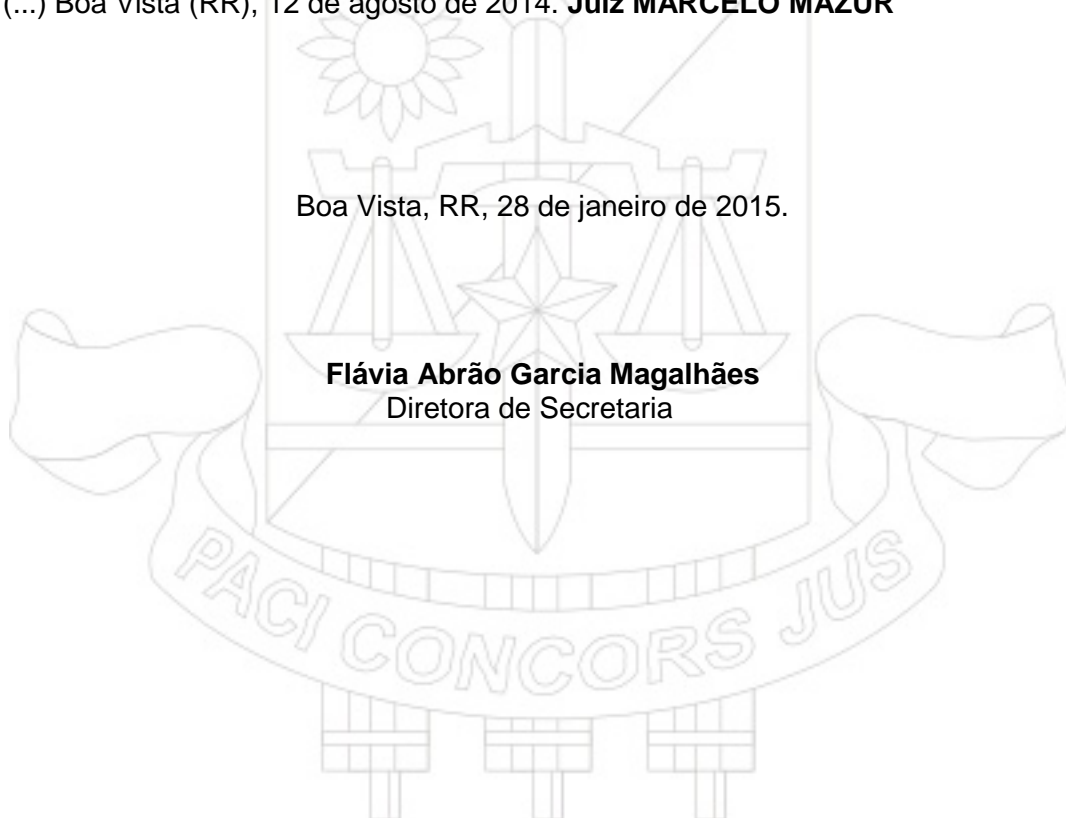 (...) Boa Vista (RR), 12 de agosto de 2014. Juiz MARCELO MAZUR
Boa Vista, RR, 28 de janeiro de 2015.
Flávia Abrão Garcia Magalhães
Diretora de Secretaria
PACI CONCORS JUS